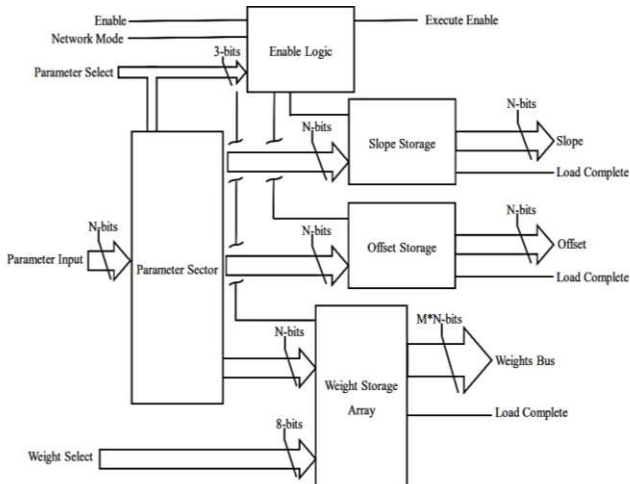 Enable
Execute Enable
Network Mode
Enable Logic
3-bits
Parameter Select
N-bits
N-bits
Slope Storage
Slope
Load Complete
N-bits
N-bits
N-bits
Parameter Input
Parameter Sector
Offset Storage
Offset
Load Complete
M*N-bits
N-bits
Weights Bus
Weight Storage
Array
Load Complete
8-bits
Weight Select